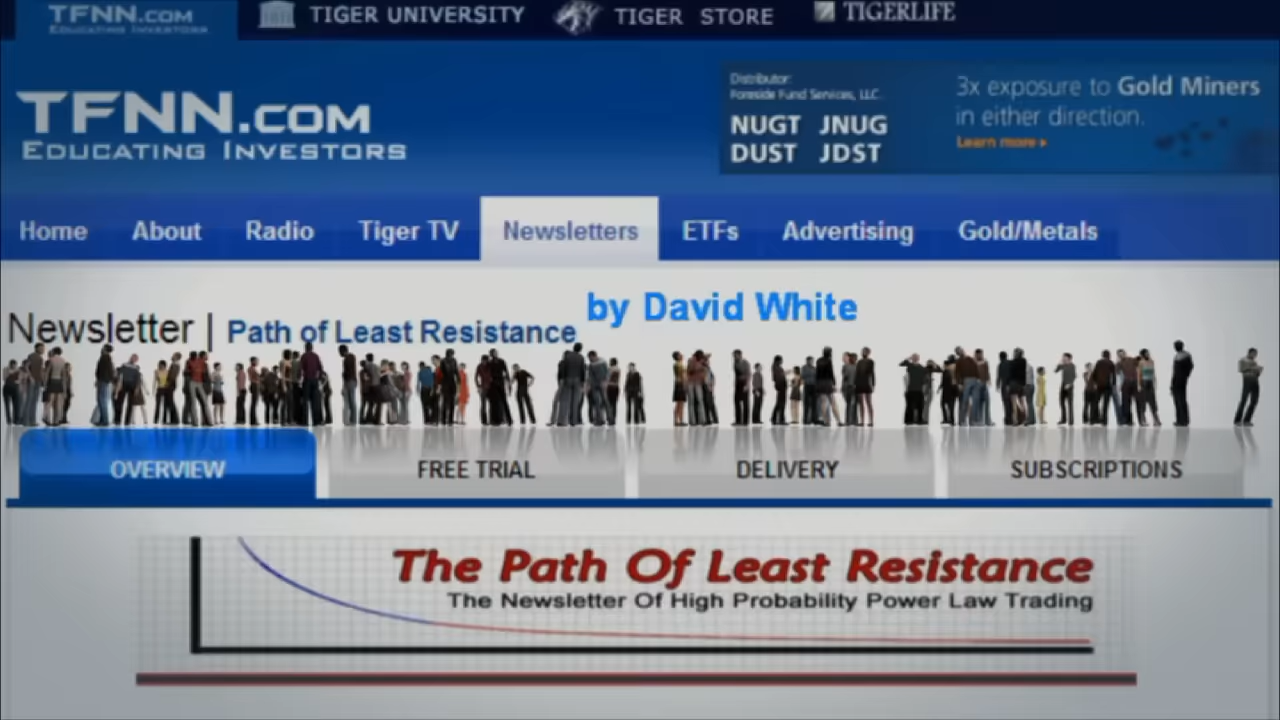 TFNN.COM
EDUCATING INVESTORS
TIGER UNIVERSITY
TIGER STORE
TIGERLIFE
TFNN.COM
EDUCATING INVESTORS
Distributor:
Foreside Fund Services, LLC.
NUGT JNUG
DUST JDST
3x exposure to Gold Miners
in either direction.
Learn more
Home About Radio Tiger TV Newsletters ETFs Advertising Gold/Metals
by David White
Newsletter | Path of Least Resistance
OVERVIEW FREE TRIAL DELIVERY SUBSCRIPTIONS
The Path Of Least Resistance
The Newsletter Of High Probability Power Law Trading